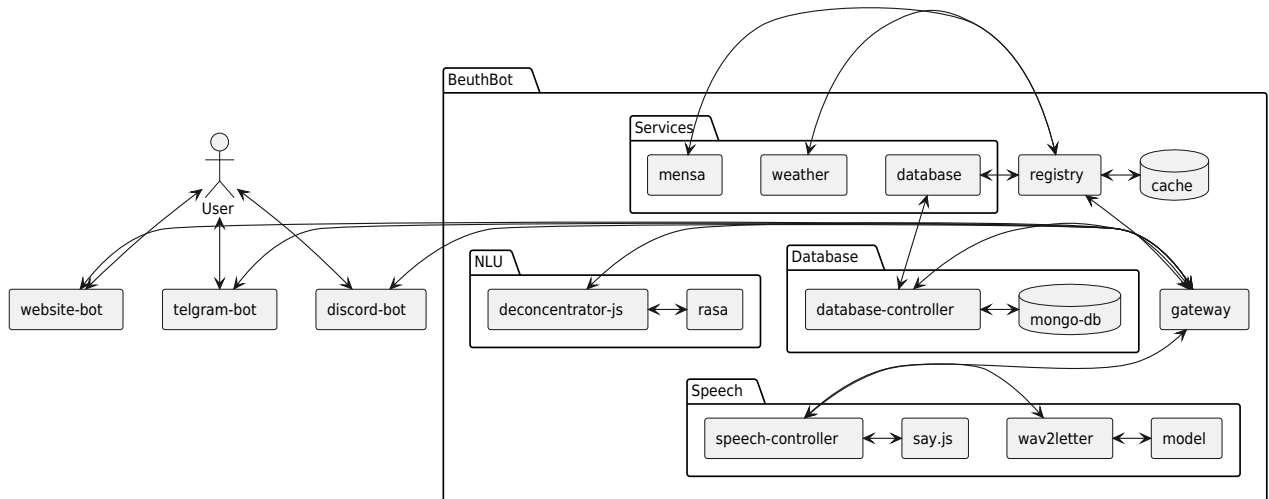 BeuthBot
Services
mensa
weather
database
registry
cache
User
NLU
Database
website-bot
telgram-bot
discord-bot
deconcentrator-js
rasa
database-controller
mongo-db
gateway
Speech
speech-controller
say.js
wav2letter
model